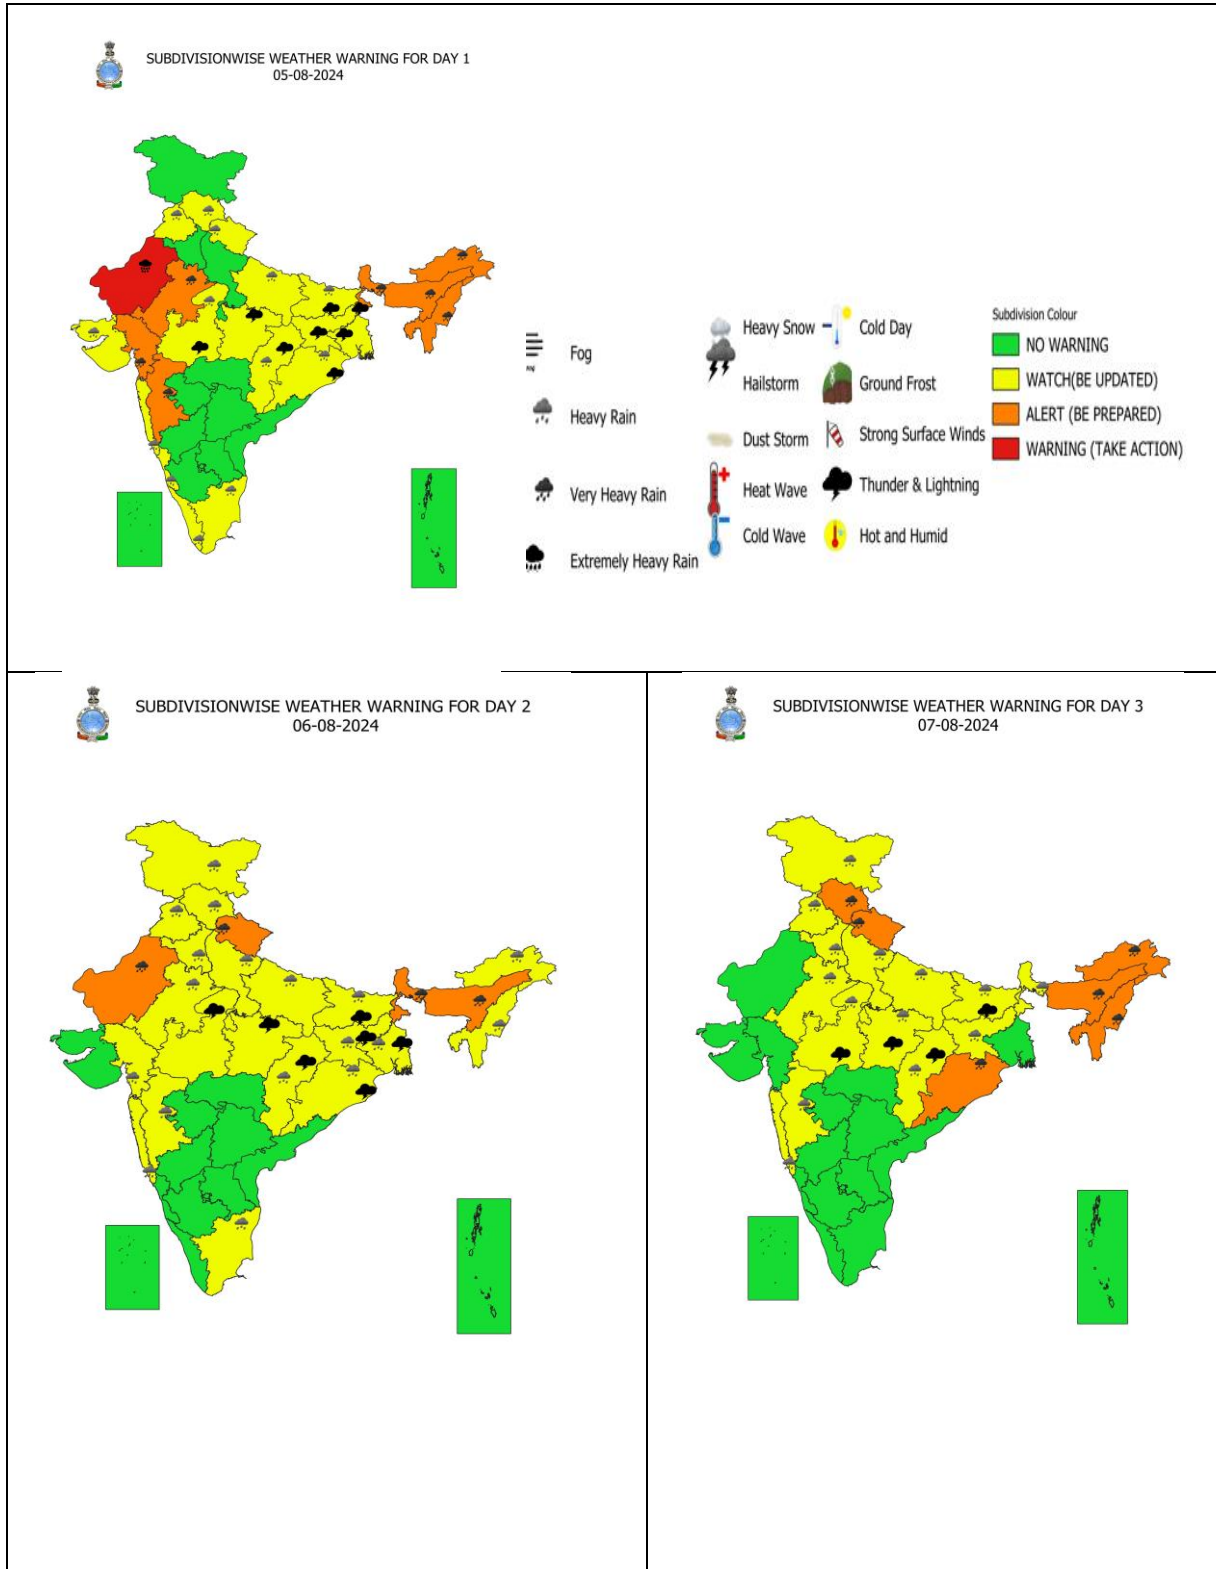 SUBDIVISIONWISE WEATHER WARNING FOR DAY 1
05-08-2024
Fog
Heavy Rain
Very Heavy Rain
Extremely Heavy Rain
Heavy Snow
Hailstorm
Dust Storm
Heat Wave
Cold Wave
Cold Day
Ground Frost
Strong Surface Winds
Thunder & Lightning
Hot and Humid
Subdivision Colour
NO WARNING
WATCH(BE UPDATED)
ALERT (BE PREPARED)
WARNING (TAKE ACTION)
SUBDIVISIONWISE WEATHER WARNING FOR DAY 2
06-08-2024
SUBDIVISIONWISE WEATHER WARNING FOR DAY 3
07-08-2024